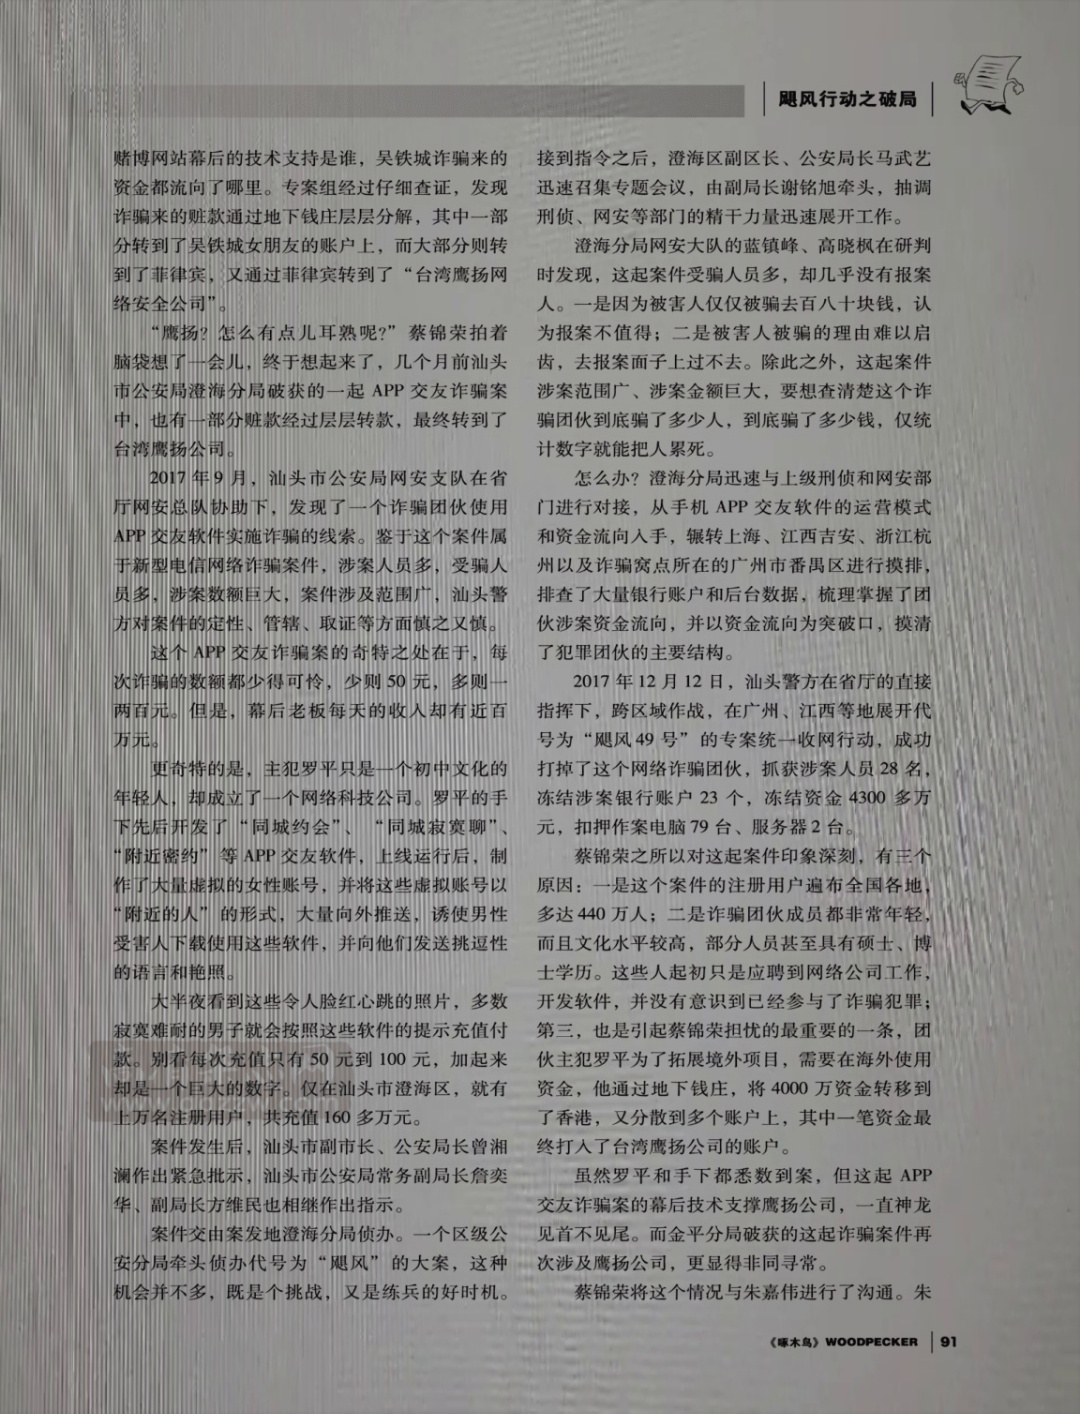 飓风行动之破局
赌博网站幕后的技术支持是谁，吴铁城诈骗来的
资金都流向了哪里。专案组经过仔细查证，发现
诈骗来的赃款通过地下钱庄层层分解，其中一部
分转到了吴铁城女朋友的账户上，而大部分则转
到了菲律宾，又通过菲律宾转到了“台湾鹰扬网
络安全公司”。
“鹰扬？怎么有点儿耳熟呢？”蔡锦荣拍着
脑袋想了一会儿，终于想起来了，几个月前汕头
市公安局澄海分局破获的一起 APP 交友诈骗案
中，也有一部分赃款经过层层转款，最终转到了
台湾鹰扬公司。
2017 年 9 月，汕头市公安局网安支队在省
厅网安总队协助下，发现了一个诈骗团伙使用
APP 交友软件实施诈骗的线索。鉴于这个案件属
于新型电信网络诈骗案件，涉案人员多，受骗人
员多，涉案数额巨大，案件涉及范围广，汕头警
方对案件的定性、管辖、取证等方面慎之又慎。
这个 APP 交友诈骗案的奇特之处在于，每
次诈骗的数额都少得可怜，少则 50 元，多则一
两百元。但是，幕后老板每天的收入却有近百
万元。
更奇特的是，主犯罗平只是一个初中文化的
年轻人，却成立了一个网络科技公司。罗平的手
下先后开发了“同城约会”、“同城寂寞聊”、
“附近密约”等 APP 交友软件，上线运行后，制
作了大量虚拟的女性账号，并将这些虚拟账号以
“附近的人”的形式，大量向外推送，诱使男性
受害人下载使用这些软件，并向他们发送挑逗性
的语言和艳照。
大半夜看到这些令人脸红心跳的照片，多数
寂寞难耐的男子就会按照这些软件的提示充值付
款。别看每次充值只有 50 元到 100 元，加起来
却是一个巨大的数字。仅在汕头市澄海区，就有
上万名注册用户，共充值 160 多万元。
案件发生后，汕头市副市长、公安局长曾湘
澜作出紧急批示，汕头市公安局常务副局长詹奕
华、副局长方维民也相继作出指示。
案件交由案发地澄海分局侦办。一个区级公
安分局牵头侦办代号为“飓风”的大案，这种
机会并不多，既是个挑战，又是练兵的好时机。
接到指令之后，澄海区副区长、公安局长马武艺
迅速召集专题会议，由副局长谢铭旭牵头，抽调
刑侦、网安等部门的精干力量迅速展开工作。
澄海分局网安大队的蓝镇峰、高晓枫在研判
时发现，这起案件受骗人员多，却几乎没有报案
人。一是因为被害人仅仅被骗去百八十块钱，认
为报案不值得；二是被害人被骗的理由难以启
齿，去报案面子上过不去。除此之外，这起案件
涉案范围广、涉案金额巨大，要想查清楚这个诈
骗团伙到底骗了多少人，到底骗了多少钱，仅统
计数字就能把人累死。
怎么办？澄海分局迅速与上级刑侦和网安部
门进行对接，从手机 APP 交友软件的运营模式
和资金流向入手，辗转上海、江西吉安、浙江杭
州以及诈骗窝点所在的广州市番禺区进行摸排，
排查了大量银行账户和后台数据，梳理掌握了团
伙涉案资金流向，并以资金流向为突破口，摸清
了犯罪团伙的主要结构。
2017 年 12 月 12 日，汕头警方在省厅的直接
指挥下，跨区域作战，在广州、江西等地展开代
号为“飓风 49 号”的专案统一收网行动，成功
打掉了这个网络诈骗团伙，抓获涉案人员 28 名，
冻结涉案银行账户 23 个，冻结资金 4300 多万
元，扣押作案电脑 79 台、服务器 2 台。
蔡锦荣之所以对这起案件印象深刻，有三个
原因：一是这个案件的注册用户遍布全国各地，
多达 440 万人；二是诈骗团伙成员都非常年轻，
而且文化水平较高，部分人员甚至具有硕士、博
士学历。这些人起初只是应聘到网络公司工作，
开发软件，并没有意识到已经参与了诈骗犯罪；
第三，也是引起蔡锦荣担忧的最重要的一条，团
伙主犯罗平为了拓展境外项目，需要在海外使用
资金，他通过地下钱庄，将 4000 万资金转移到
了香港，又分散到多个账户上，其中一笔资金最
终打入了台湾鹰扬公司的账户。
虽然罗平和手下都悉数到案，但这起 APP
交友诈骗案的幕后技术支撑鹰扬公司，一直神龙
见首不见尾。而金平分局破获的这起诈骗案件再
次涉及鹰扬公司，更显得非同寻常。
蔡锦荣将这个情况与朱嘉伟进行了沟通。朱
《啄木鸟》WOODPECKER 91